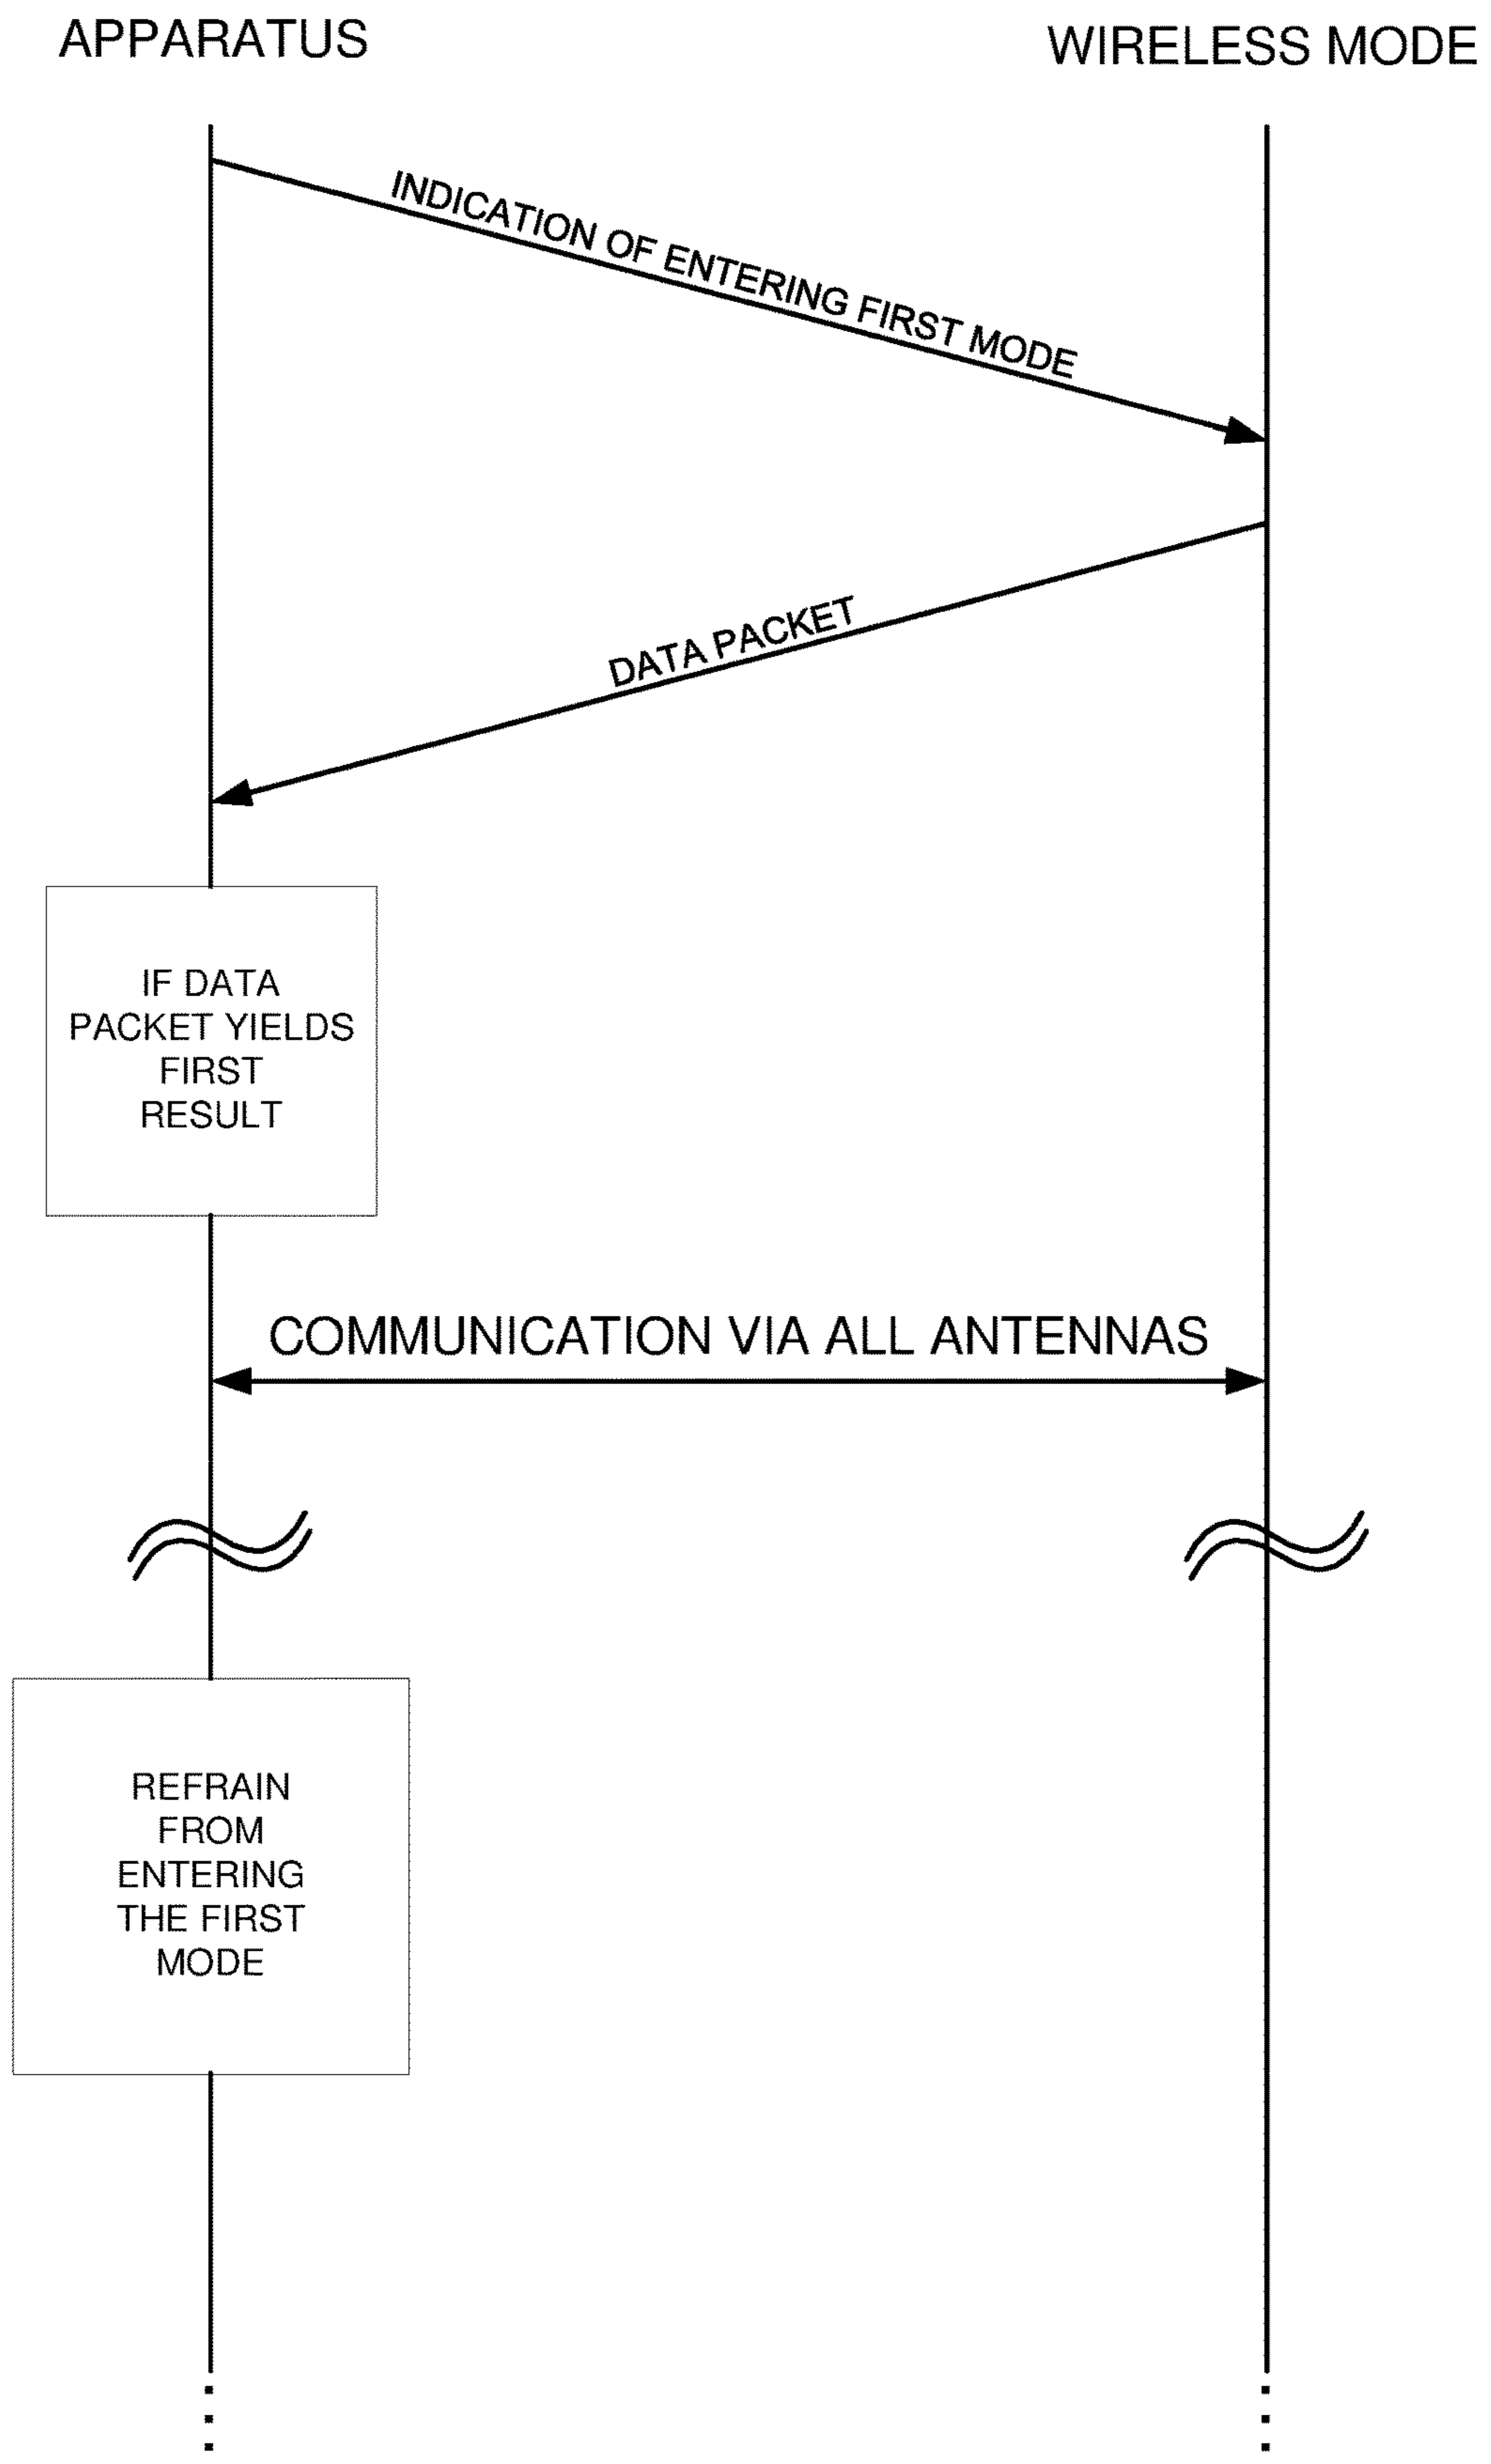 APPARATUS
WIRELESS MODE
INDICATION OF ENTERING FIRST MODE
DATA PACKET
IF DATA
PACKET YIELDS
FIRST
RESULT
COMMUNICATION VIA ALL ANTENNAS
REFRAIN
FROM
ENTERING
THE FIRST
MODE